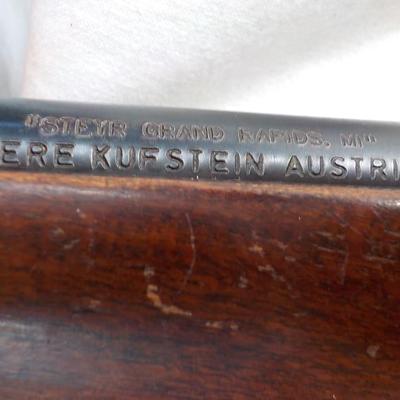 "STEYR GRAND RAPIDS, MI"
ERE KUFSTEIN AUSTRI